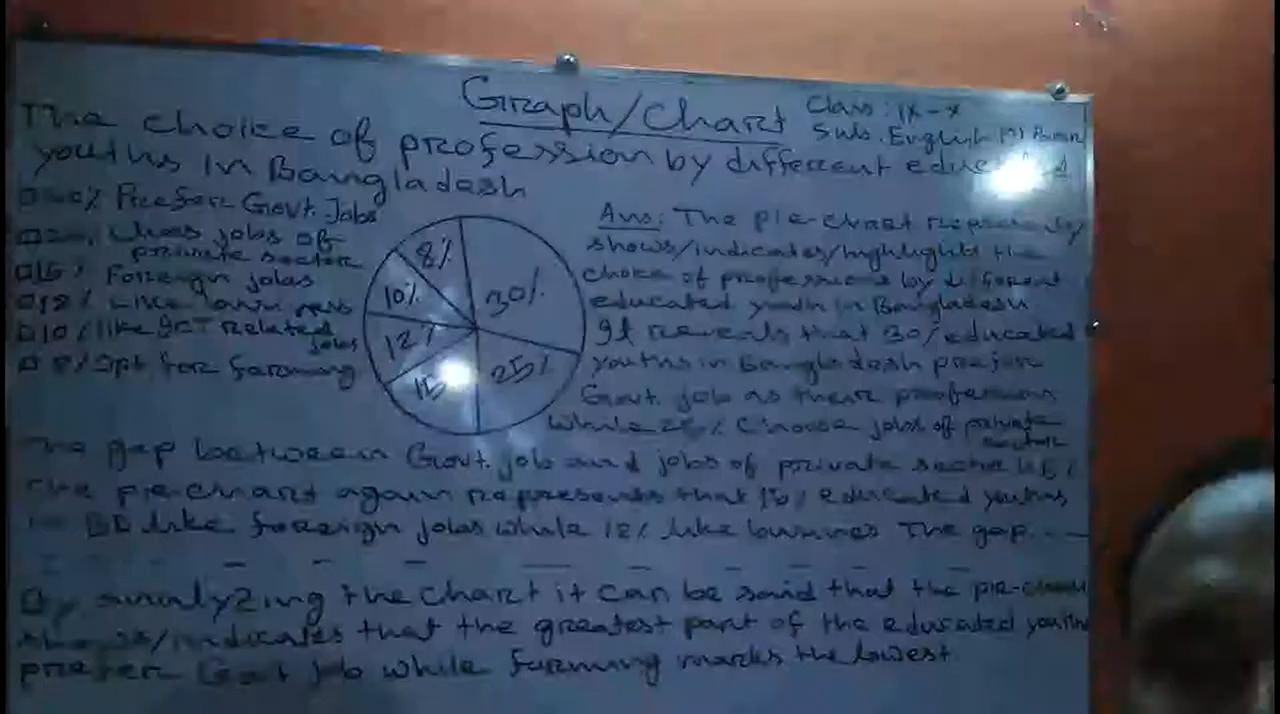 Graph/Chart
Class: IX-X
Sub: English
The choice of profession by different
youths in Bangladesh
Prefer Govt. Jobs
jobs of
private sector
15% Foreign jobs
12% Like
10% like ICT Related
jobs
8% Opt for farming
8%
30%
10%
12%
15
25%
Ans: The pie-chart represents/
shows/indicates/highlights the
choice of professions by different
educated youth in Bangladesh
It reveals that 30% educated
youths in Bangladesh prefer
Govt. job as their profession
while 25% choose jobs of private
sector
The gap between Govt. job and jobs of private sector
The pie-chart again represents that 15% educated youths
in BD like foreign jobs while 12% like business The gap....
By analyzing the chart it can be said that the pie-chart
shows/indicates that the greatest part of the educated youths
prefer Govt job while farming marks the lowest